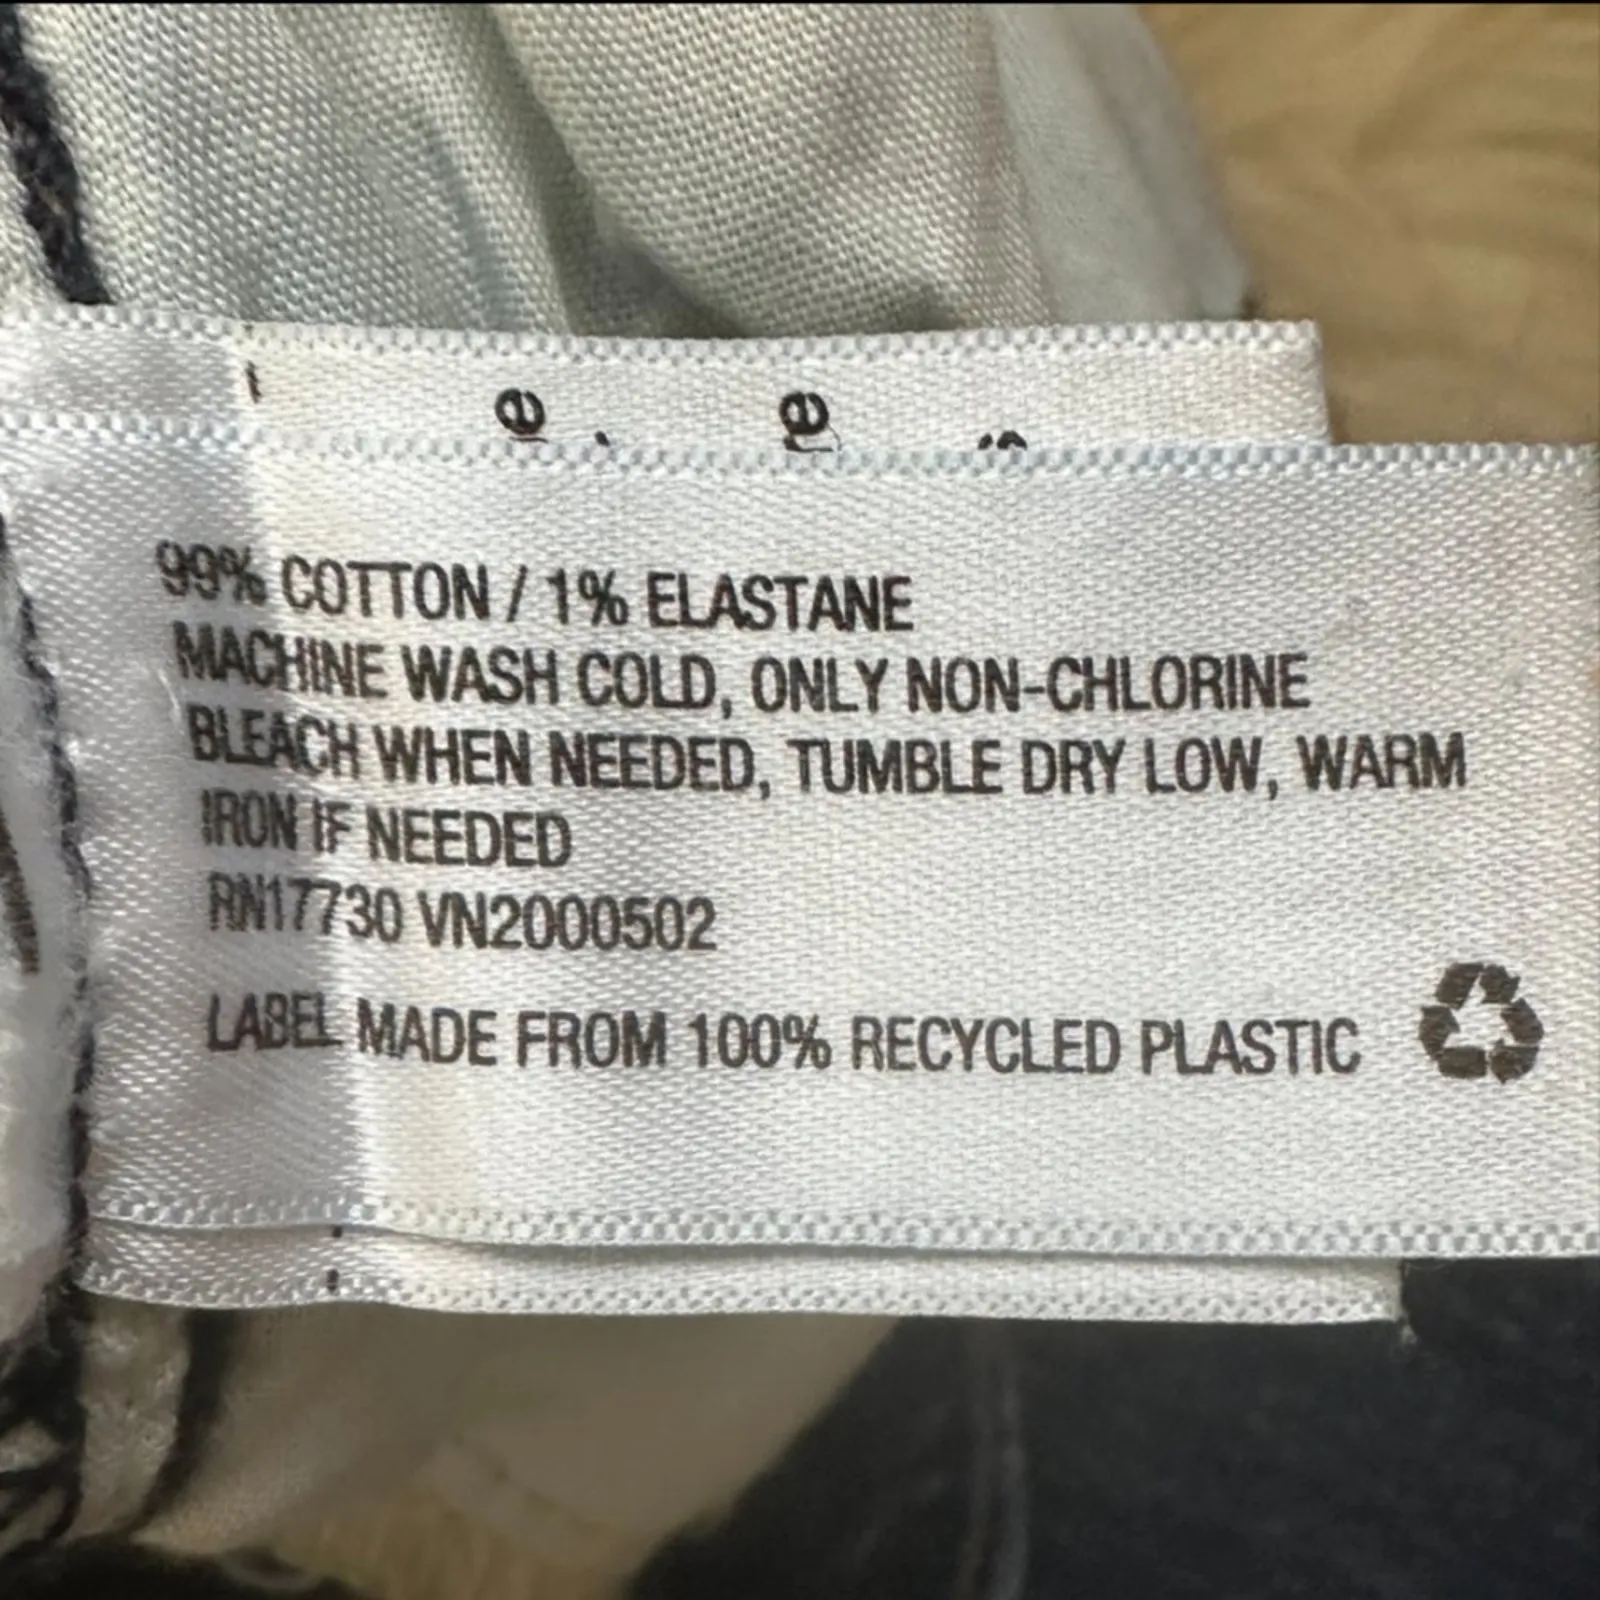 99% COTTON / 1% ELASTANE
MACHINE WASH COLD, ONLY NON-CHLORINE
BLEACH WHEN NEEDED, TUMBLE DRY LOW, WARM
IRON IF NEEDED
RN17730 VN2000502
LABEL MADE FROM 100% RECYCLED PLASTIC